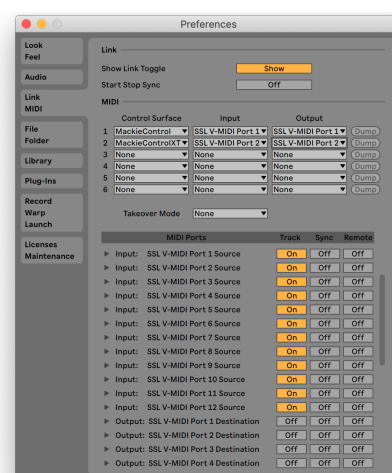 Preferences
Look
Feel
Audio
Link
MIDI
File
Folder
Library
Plug-Ins
Record
Warp
Launch
Licenses
Maintenance
Link
Show Link Toggle Show
Start Stop Sync Off
MIDI
Control Surface Input Output
1 MackieControl SSL V-MIDI Port 1 SSL V-MIDI Port 1 Dump
2 MackieControlXT SSL V-MIDI Port 2 SSL V-MIDI Port 2 Dump
3 None None None Dump
4 None None None Dump
5 None None None Dump
6 None None None Dump
Takeover Mode None
MIDI Ports Track Sync Remote
Input: SSL V-MIDI Port 1 Source On Off Off
Input: SSL V-MIDI Port 2 Source On Off Off
Input: SSL V-MIDI Port 3 Source On Off Off
Input: SSL V-MIDI Port 4 Source On Off Off
Input: SSL V-MIDI Port 5 Source On Off Off
Input: SSL V-MIDI Port 6 Source On Off Off
Input: SSL V-MIDI Port 7 Source On Off Off
Input: SSL V-MIDI Port 8 Source On Off Off
Input: SSL V-MIDI Port 9 Source On Off Off
Input: SSL V-MIDI Port 10 Source On Off Off
Input: SSL V-MIDI Port 11 Source On Off Off
Input: SSL V-MIDI Port 12 Source On Off Off
Output: SSL V-MIDI Port 1 Destination Off Off Off
Output: SSL V-MIDI Port 2 Destination Off Off Off
Output: SSL V-MIDI Port 3 Destination Off Off Off
Output: SSL V-MIDI Port 4 Destination Off Off Off